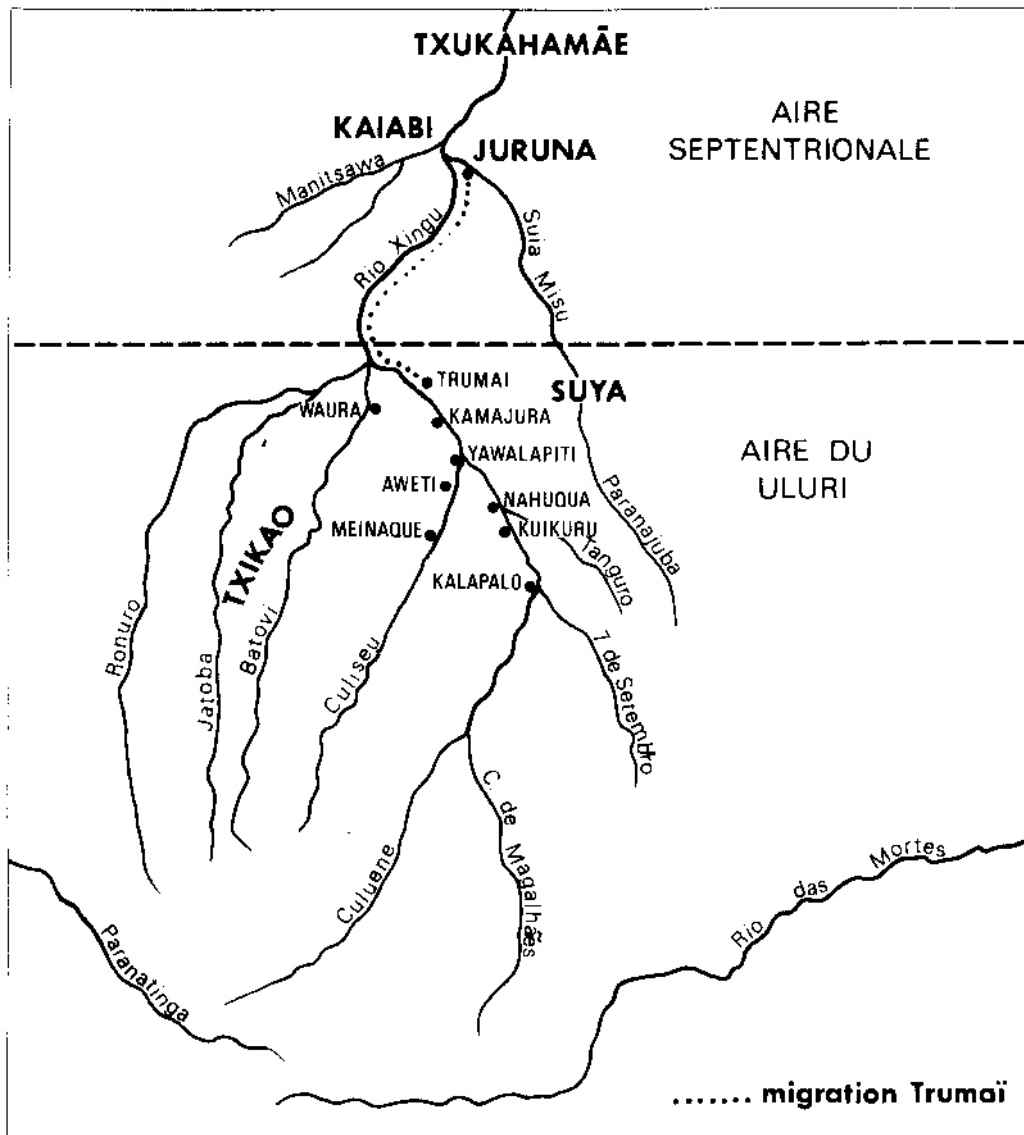 TXUKAHAMÃE
KAIABI
JURUNA
AIRE
SEPTENTRIONALE
Manitsawa
Rio Xingu
Suia Misu
TRUMAI
SUYA
WAURA
KAMAJURA
YAWALAPITI
AIRE DU
ULURI
AWETI
NAHUQUA
MEINAQUE
KUIKURU
Paranajuba
Tanguro
TXIKAO
KALAPALO
Ronuro
Jatoba
Batovi
Culiseu
7 de Setembro
C. de Magalhães
Culuene
Rio das Mortes
Paranatinga
....... migration Trumaï